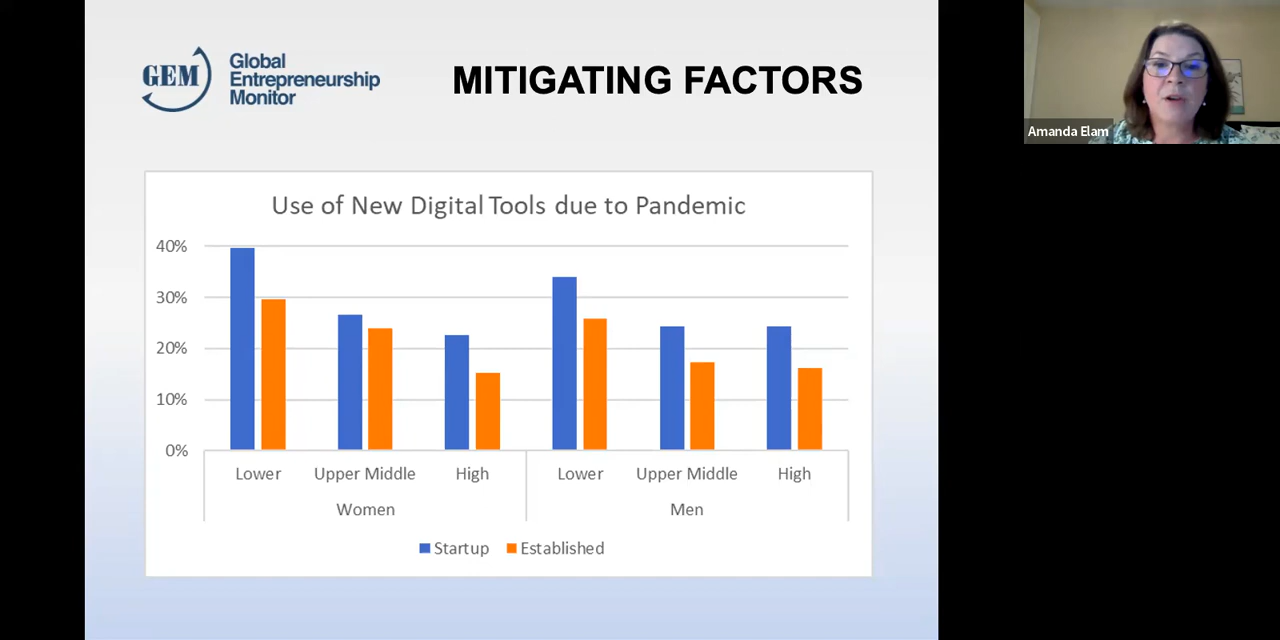 GEM
Global
Entrepreneurship
Monitor
MITIGATING FACTORS
Amanda Elam
Use of New Digital Tools due to Pandemic
40%
30%
20%
10%
0%
Lower Upper Middle High Lower Upper Middle High
Women Men
Startup Established